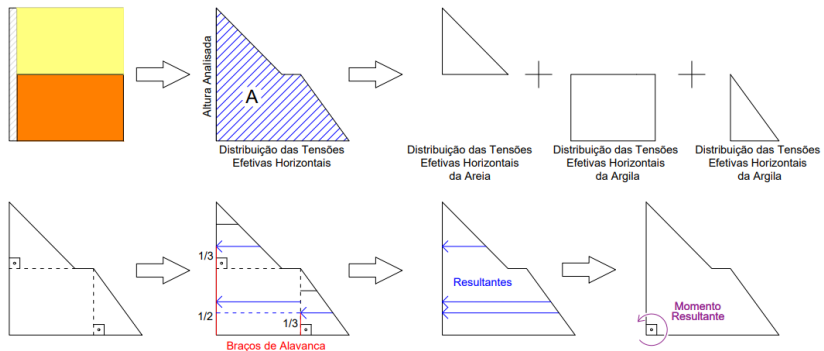 Altura Analisada
A
Distribuição das Tensões
Efetivas Horizontais
Distribuição das Tensões
Efetivas Horizontais
da Areia
Distribuição das Tensões
Efetivas Horizontais
da Argila
Distribuição das Tensões
Efetivas Horizontais
da Argila
1/3
1/2
1/3
Braços de Alavanca
Resultantes
Momento
Resultante